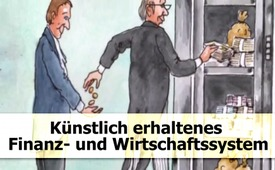 Künstlich erhaltenes
Finanz- und Wirtschaftssystem